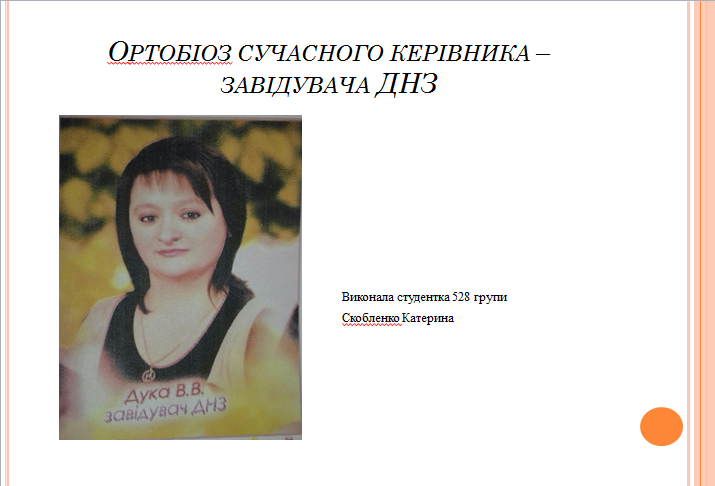 Ортобіоз сучасного керівника –
завідувача ДНЗ
Дука В.В.
завідувач ДНЗ
Виконала студентка 528 групи
Скобленко Катерина